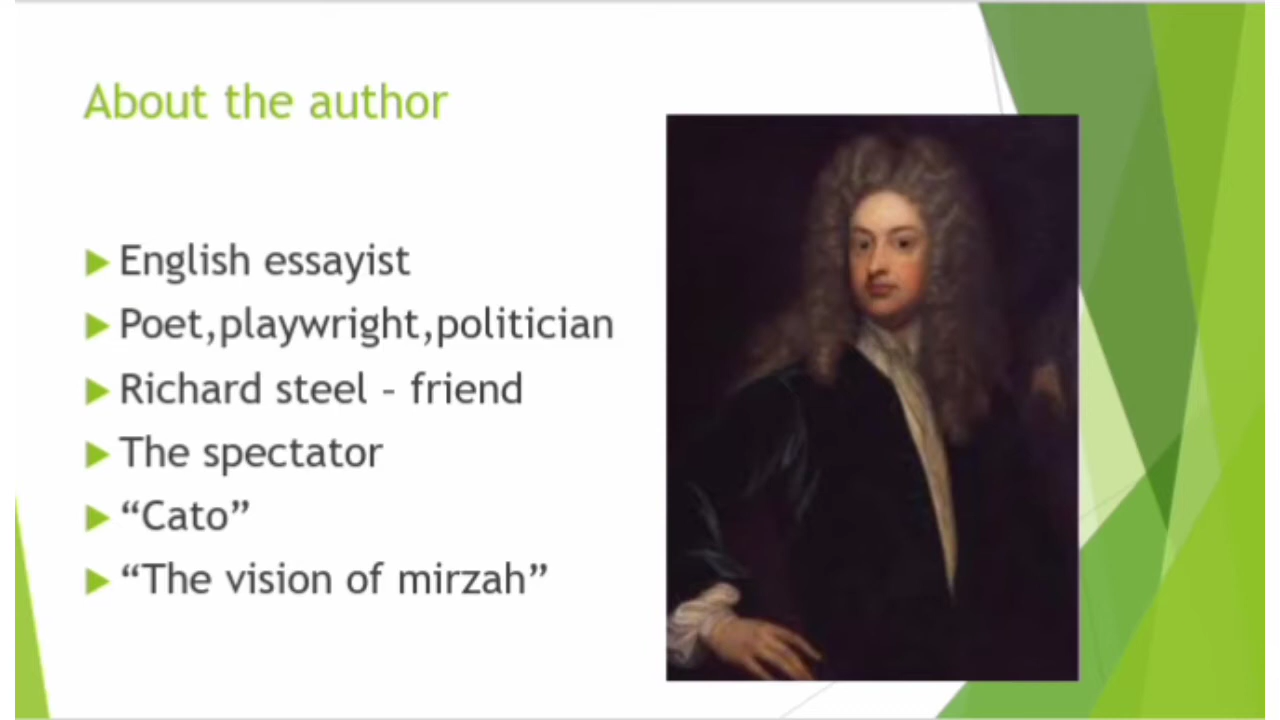 About the author
English essayist
Poet,playwright,politician
Richard steel – friend
The spectator
“Cato”
“The vision of mirzah”